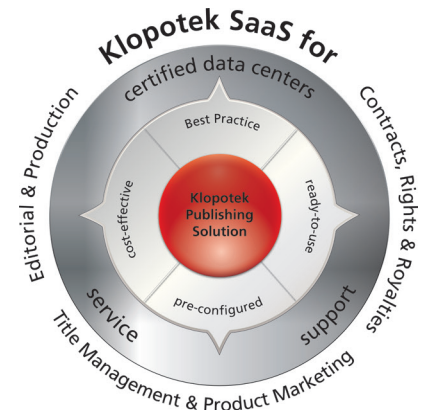 Klopotek SaaS for
Editorial & Production
Contracts, Rights & Royalties
Title Management & Product Marketing
certified data centers
service
support
Best Practice
cost-effective
ready-to-use
pre-configured
Klopotek
Publishing
Solution